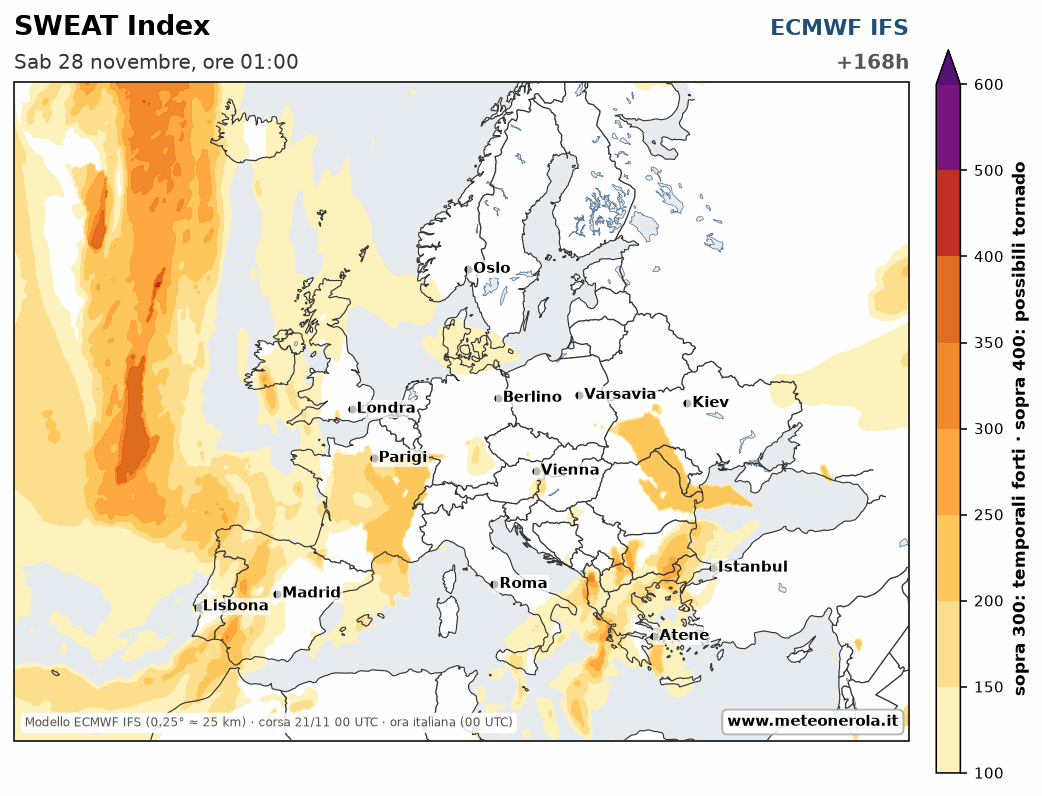 SWEAT Index
ECMWF IFS
Sab 28 novembre, ore 01:00
+168h
Oslo
Londra
Berlino
Varsavia
Kiev
Parigi
Vienna
Istanbul
Roma
Madrid
Lisbona
Atene
Modello ECMWF IFS (0,25° ≈ 25 km) · corsa 21/11 00 UTC · ora italiana (00 UTC)
www.meteonerola.it
600
500
400
350
300
250
200
150
100
sopra 300: temporali forti · sopra 400: possibili tornado